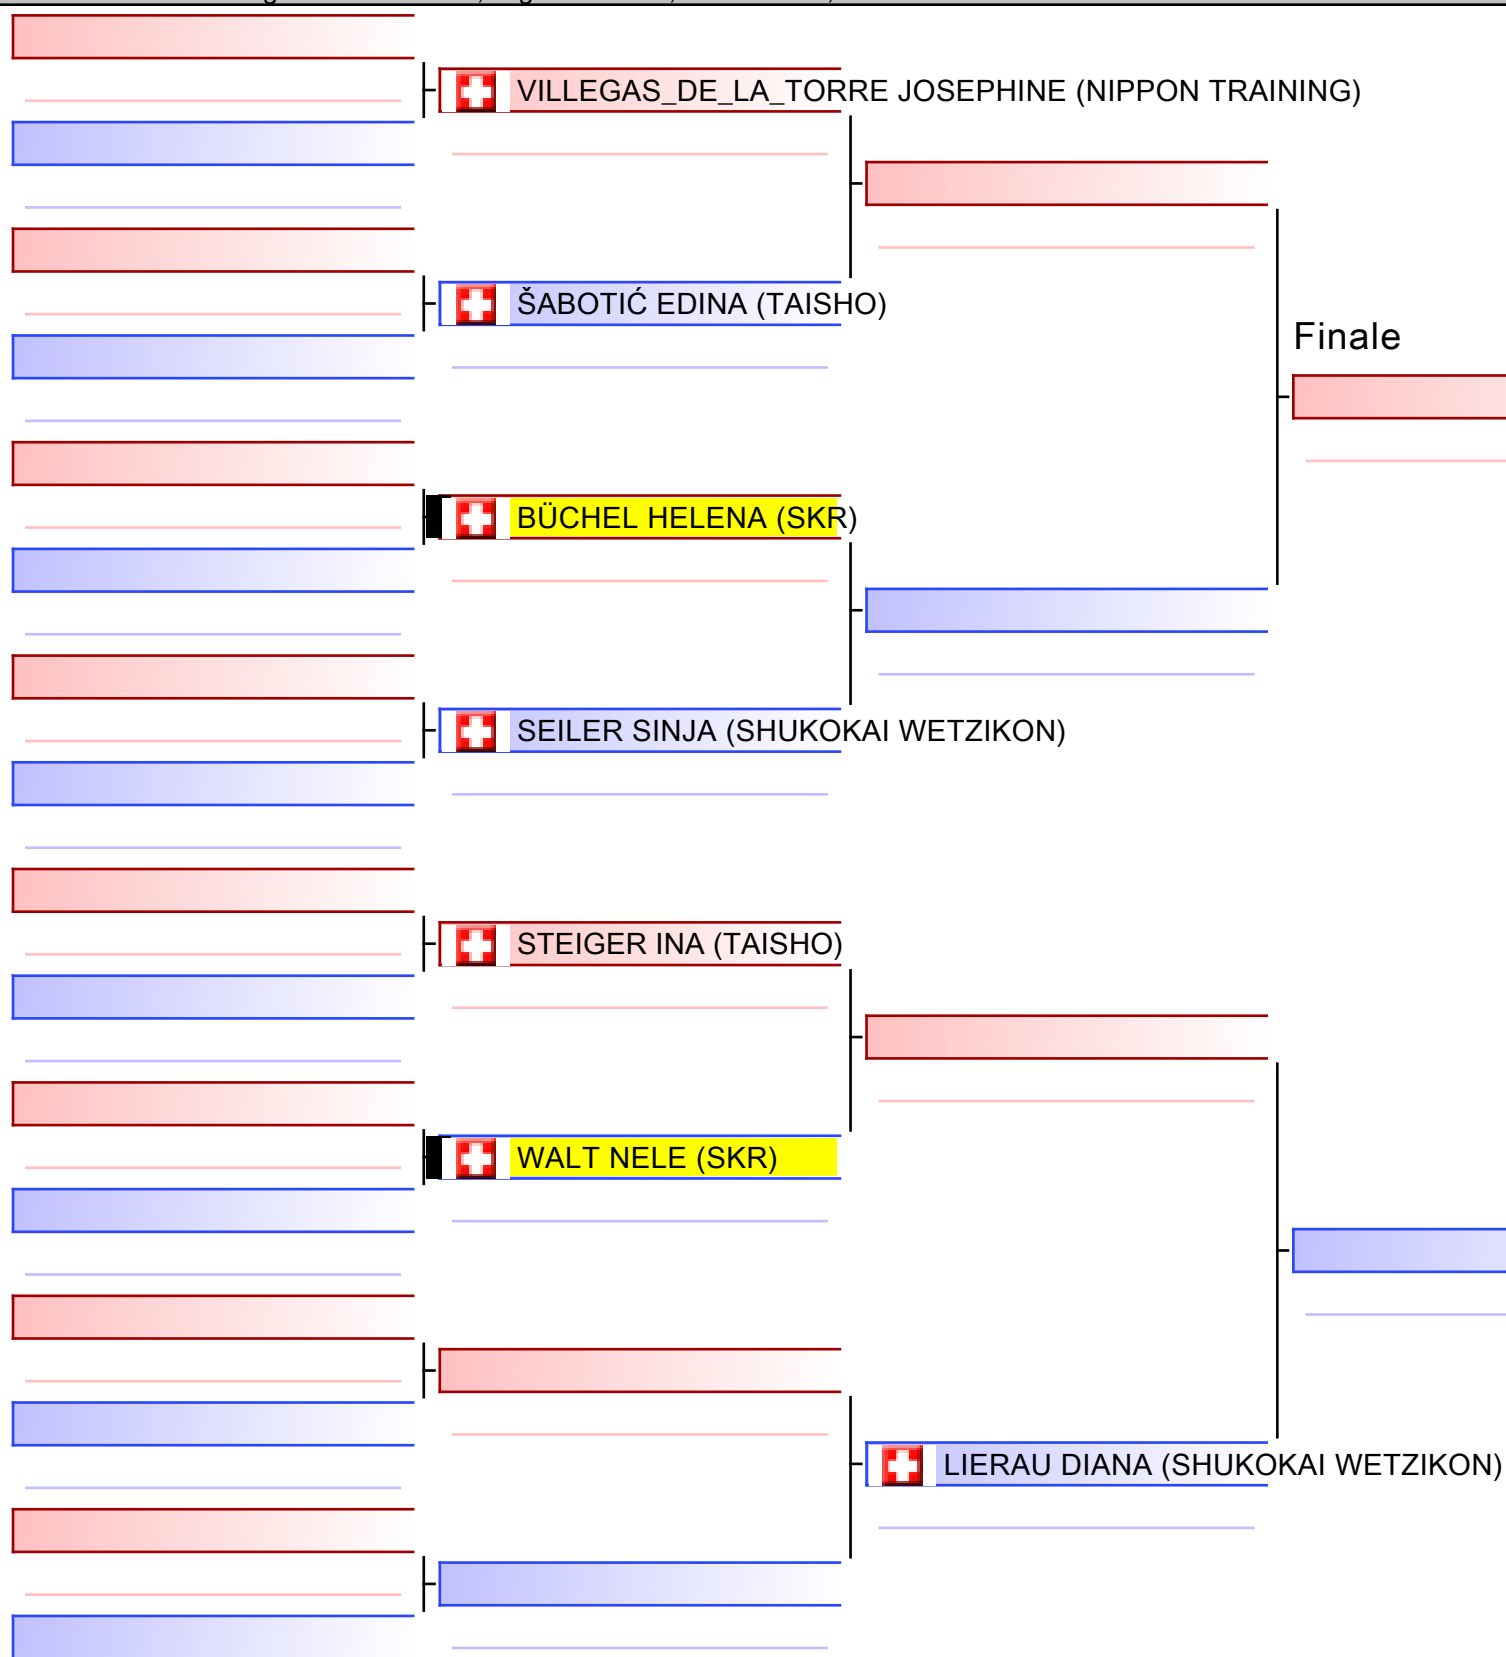 VILLEGAS_DE_LA_TORRE JOSEPHINE (NIPPON TRAINING)
ŠABOTIĆ EDINA (TAISHO)
Finale
BÜCHEL HELENA (SKR)
SEILER SINJA (SHUKOKAI WETZIKON)
STEIGER INA (TAISHO)
WALT NELE (SKR)
LIERAU DIANA (SHUKOKAI WETZIKON)